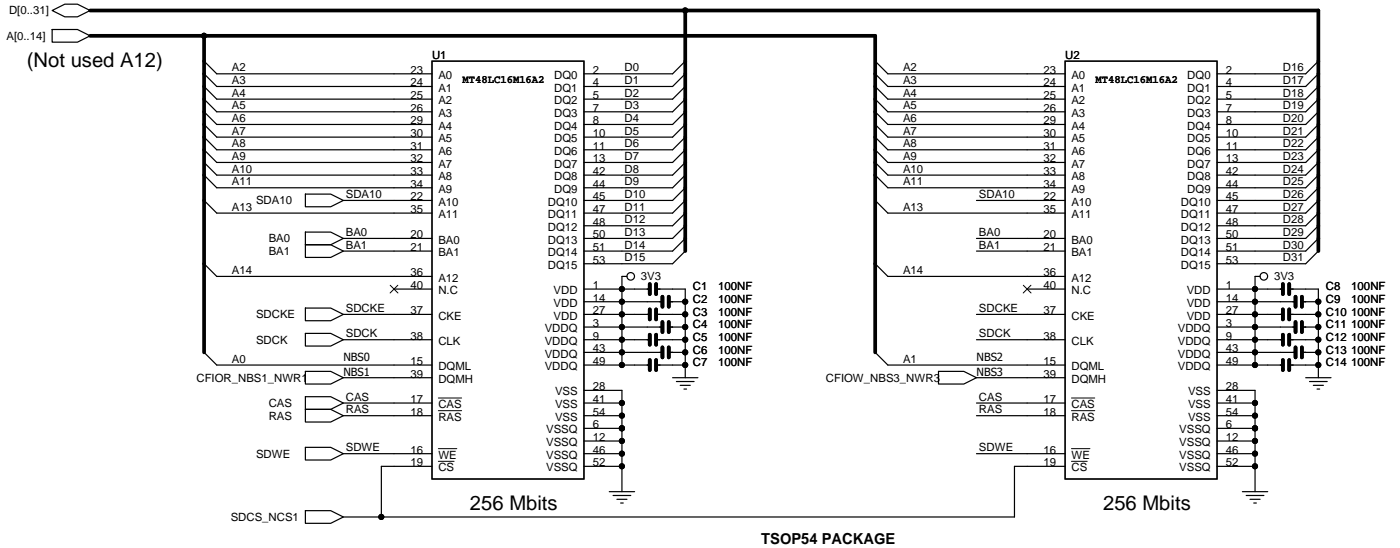 D[0..31]
A[0..14]
(Not used A12)
U1
MT48LC16M16A2
A2 23 A0 DQ0 2 D0
A3 24 A1 DQ1 4 D1
A4 25 A2 DQ2 5 D2
A5 26 A3 DQ3 7 D3
A6 29 A4 DQ4 8 D4
A7 30 A5 DQ5 10 D5
A8 31 A6 DQ6 11 D6
A9 32 A7 DQ7 13 D7
A10 33 A8 DQ8 42 D8
A11 34 A9 DQ9 44 D9
SDA10 SDA10 22 A10 DQ10 45 D10
A13 35 A11 DQ11 47 D11
DQ12 48 D12
BA0 BA0 20 BA0 DQ13 50 D13
BA1 BA1 21 BA1 DQ14 51 D14
DQ15 53 D15
A14 36 A12
3V3
40 N.C VDD 1 C1 100NF
VDD 14 C2 100NF
SDCKE SDCKE 37 CKE VDD 27 C3 100NF
VDDQ 3 C4 100NF
SDCK SDCK 38 CLK VDDQ 9 C5 100NF
VDDQ 43 C6 100NF
A0 NBS0 15 DQML VDDQ 49 C7 100NF
CFIOR_NBS1_NWR1 NBS1 39 DQMH
VSS 28
CAS CAS 17 CAS VSS 41
RAS RAS 18 RAS VSS 54
VSSQ 6
VSSQ 12
SDWE SDWE 16 WE VSSQ 46
19 CS VSSQ 52
256 Mbits
SDCS_NCS1
U2
MT48LC16M16A2
A2 23 A0 DQ0 2 D16
A3 24 A1 DQ1 4 D17
A4 25 A2 DQ2 5 D18
A5 26 A3 DQ3 7 D19
A6 29 A4 DQ4 8 D20
A7 30 A5 DQ5 10 D21
A8 31 A6 DQ6 11 D22
A9 32 A7 DQ7 13 D23
A10 33 A8 DQ8 42 D24
A11 34 A9 DQ9 44 D25
SDA10 22 A10 DQ10 45 D26
A13 35 A11 DQ11 47 D27
DQ12 48 D28
BA0 20 BA0 DQ13 50 D29
BA1 21 BA1 DQ14 51 D30
DQ15 53 D31
A14 36 A12
3V3
40 N.C VDD 1 C8 100NF
VDD 14 C9 100NF
SDCKE 37 CKE VDD 27 C10 100NF
VDDQ 3 C11 100NF
SDCK 38 CLK VDDQ 9 C12 100NF
VDDQ 43 C13 100NF
A1 NBS2 15 DQML VDDQ 49 C14 100NF
CFIOW_NBS3_NWR3 NBS3 39 DQMH
VSS 28
CAS 17 CAS VSS 41
RAS 18 RAS VSS 54
VSSQ 6
VSSQ 12
SDWE 16 WE VSSQ 46
19 CS VSSQ 52
256 Mbits
TSOP54 PACKAGE